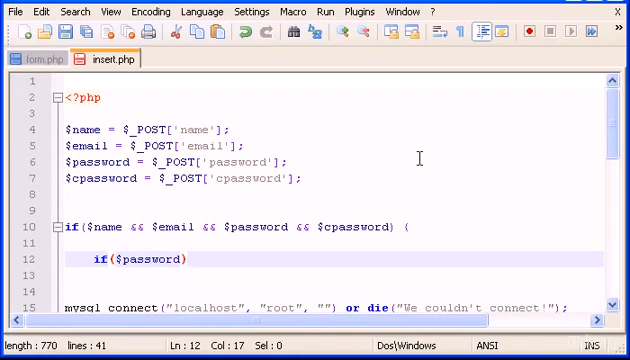 File Edit Search View Encoding Language Settings Macro Run Plugins Window ? X
form.php insert.php
1
2 <?php
3
4 $name = $_POST['name'];
5 $email = $_POST['email'];
6 $password = $_POST['password'];
7 $cpassword = $_POST['cpassword'];
8
9
10 if($name && $email && $password && $cpassword) {
11
12 if($password)
13
14
15 mysql_connect("localhost", "root", "") or die("We couldn't connect!");
length : 770 lines : 41 Ln : 12 Col : 17 Sel : 0 Dos\Windows ANSI INS